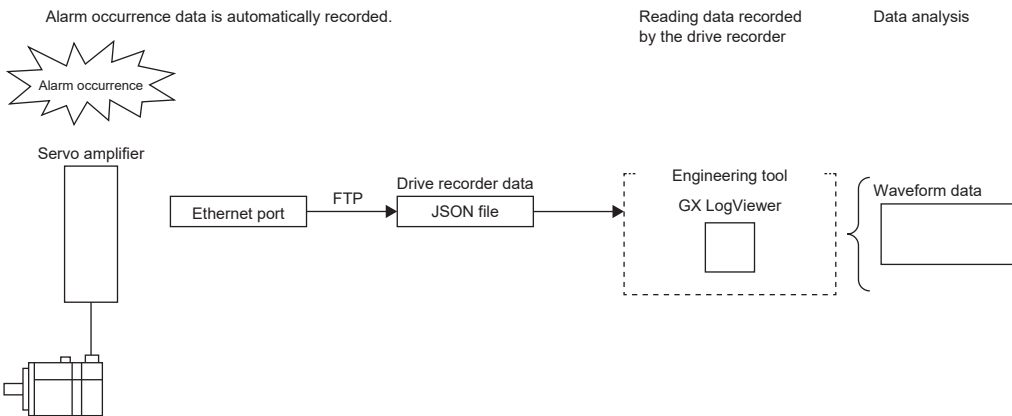 Alarm occurrence data is automatically recorded.
Reading data recorded
by the drive recorder
Data analysis
Alarm occurrence
Servo amplifier
Ethernet port
FTP
Drive recorder data
JSON file
Engineering tool
GX LogViewer
Waveform data